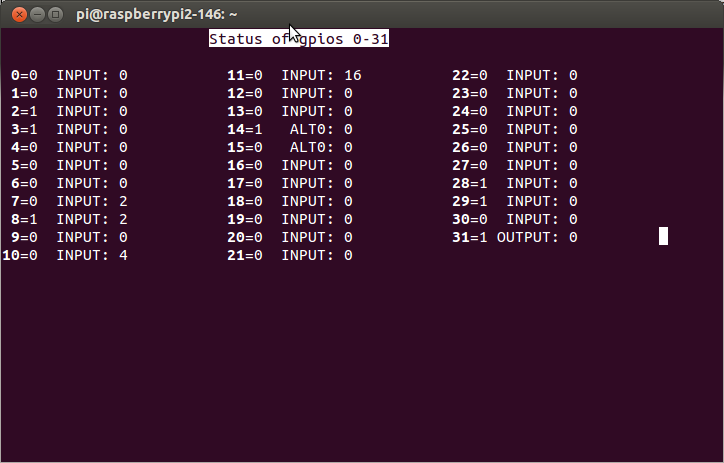 pi@raspberrypi2-146: ~
Status of gpios 0-31
0=0 INPUT: 0 11=0 INPUT: 16 22=0 INPUT: 0
1=0 INPUT: 0 12=0 INPUT: 0 23=0 INPUT: 0
2=1 INPUT: 0 13=0 INPUT: 0 24=0 INPUT: 0
3=1 INPUT: 0 14=1 ALT0: 0 25=0 INPUT: 0
4=0 INPUT: 0 15=0 ALT0: 0 26=0 INPUT: 0
5=0 INPUT: 0 16=0 INPUT: 0 27=0 INPUT: 0
6=0 INPUT: 0 17=0 INPUT: 0 28=1 INPUT: 0
7=0 INPUT: 2 18=0 INPUT: 0 29=1 INPUT: 0
8=1 INPUT: 2 19=0 INPUT: 0 30=0 INPUT: 0
9=0 INPUT: 0 20=0 INPUT: 0 31=1 OUTPUT: 0
10=0 INPUT: 4 21=0 INPUT: 0